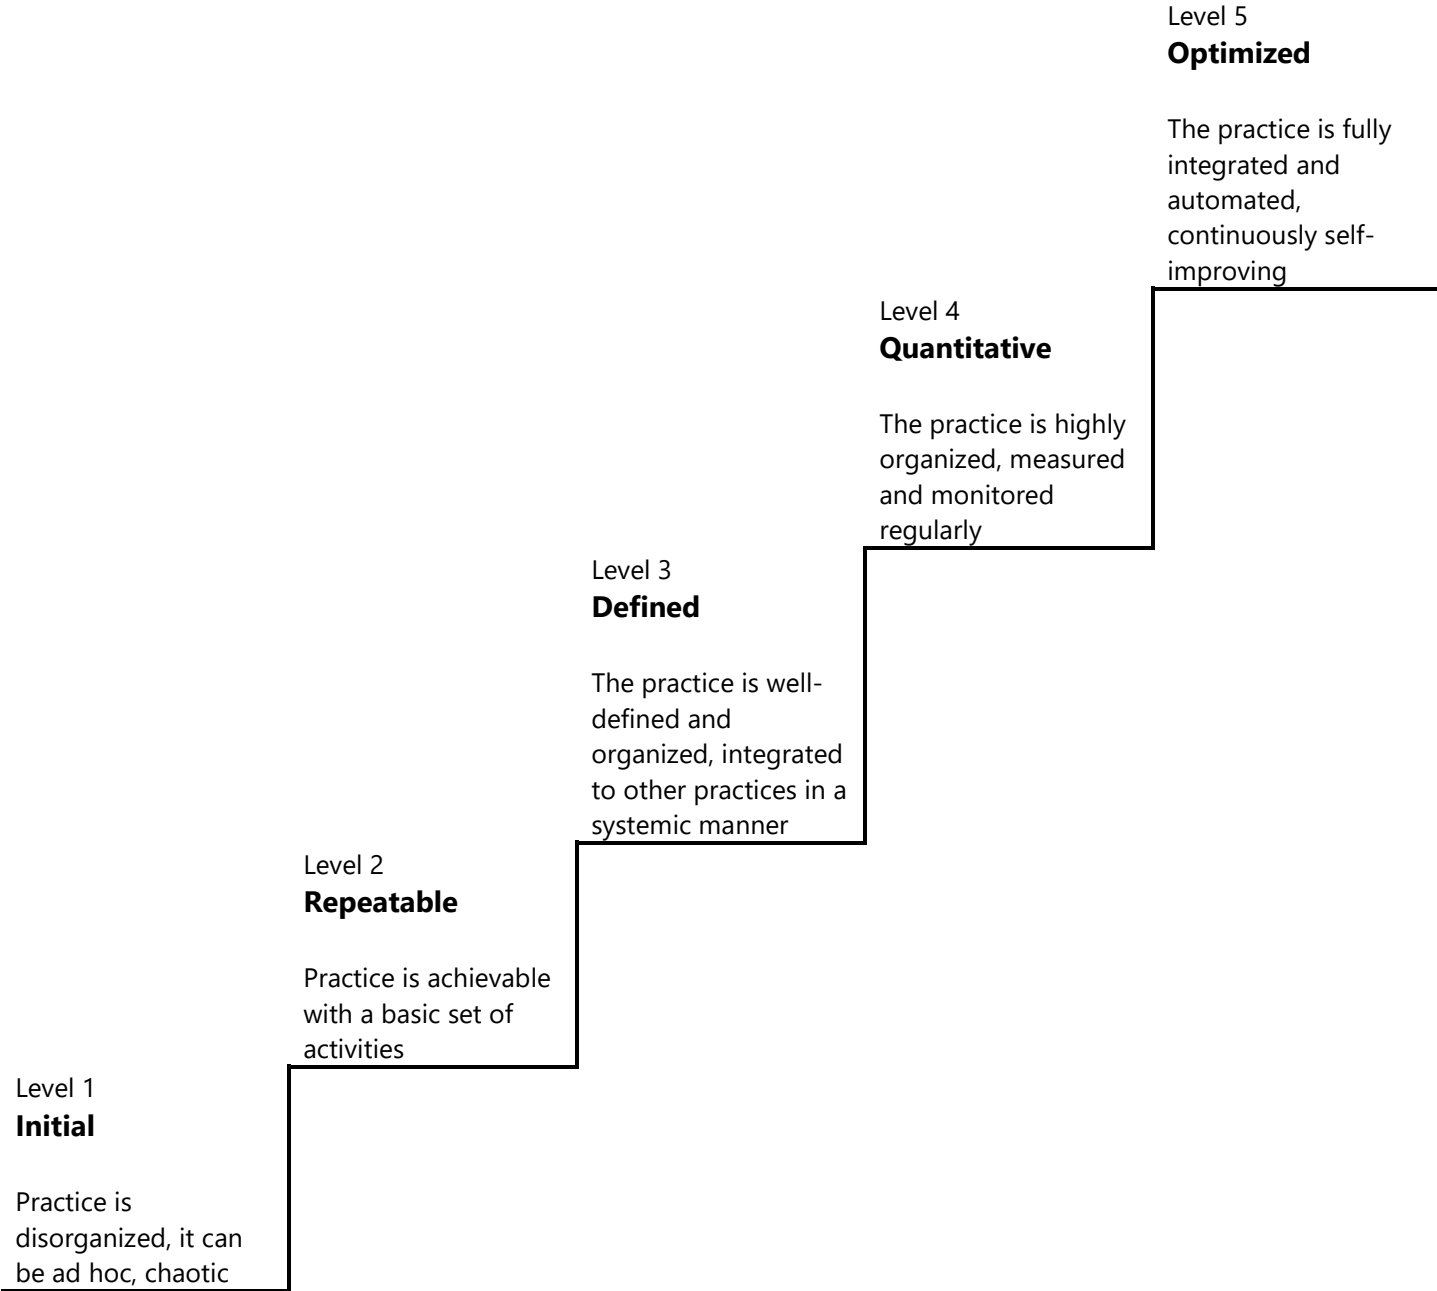 Level 5
Optimized
The practice is fully
integrated and
automated,
continuously self-
improving
Level 4
Quantitative
The practice is highly
organized, measured
and monitored
regularly
Level 3
Defined
The practice is well-
defined and
organized, integrated
to other practices in a
systemic manner
Level 2
Repeatable
Practice is achievable
with a basic set of
activities
Level 1
Initial
Practice is
disorganized, it can
be ad hoc, chaotic